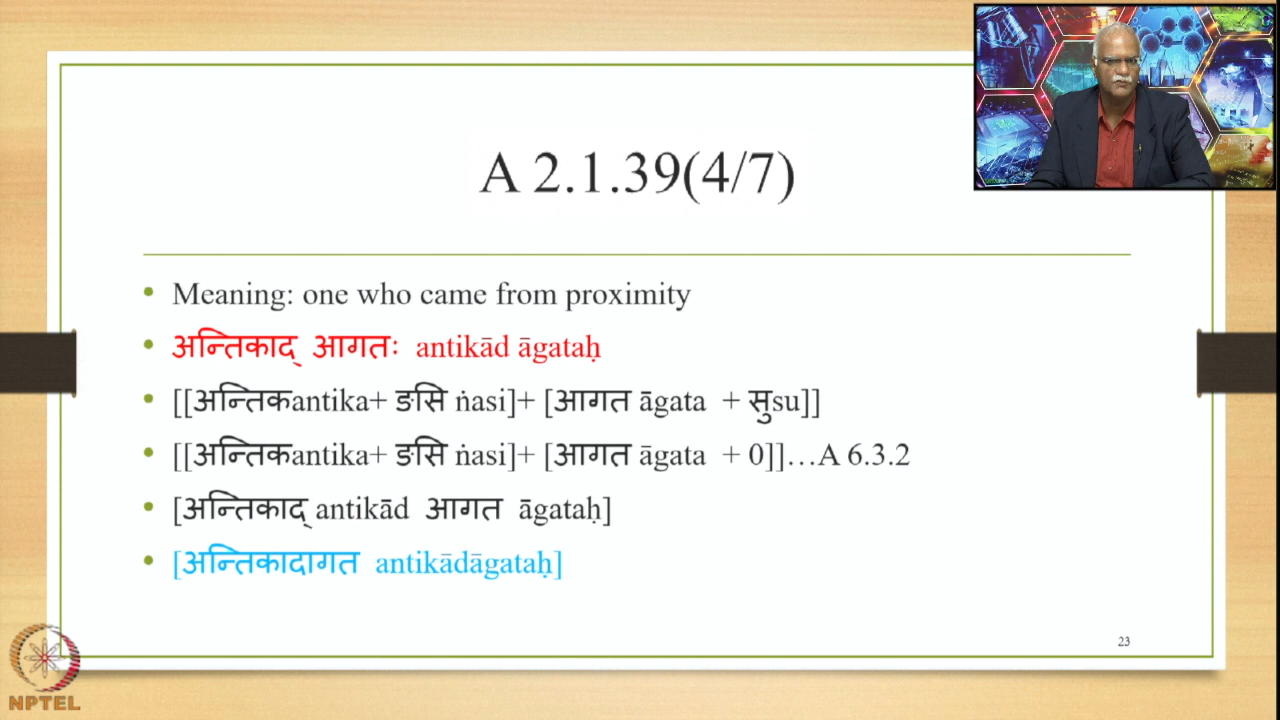 A 2.1.39(4/7)
• Meaning: one who came from proximity
• अन्तिकाद् आगतः antikād āgataḥ
• [[अन्तिकantika+ ङसि ṅasi]+ [आगत āgata + सुsu]]
• [[अन्तिकantika+ ङसि ṅasi]+ [आगत āgata + 0]]…A 6.3.2
• [अन्तिकाद् antikād आगत āgataḥ]
• [अन्तिकादागत antikādāgataḥ]
23
NPTEL